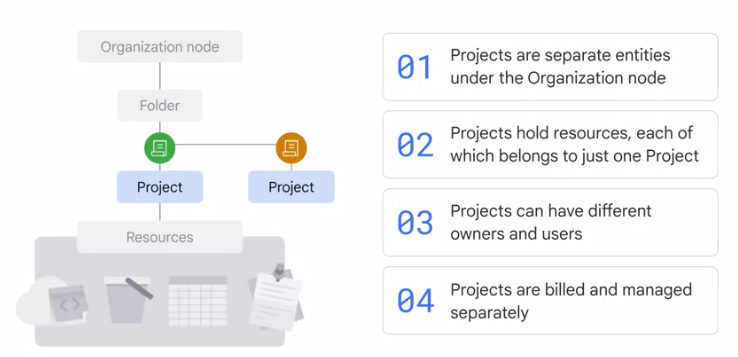 Organization node
Folder
Project
Project
Resources
01
Projects are separate entities
under the Organization node
02
Projects hold resources, each of
which belongs to just one Project
03
Projects can have different
owners and users
04
Projects are billed and managed
separately